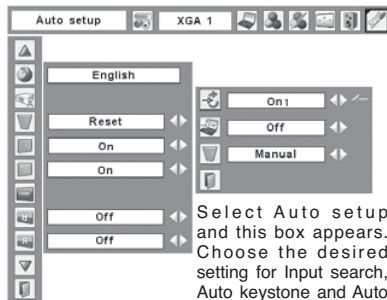 Auto setup
XGA 1
English
Reset
On
On
Off
Off
On1
Off
Manual
Select Auto setup
and this box appears.
Choose the desired
setting for Input search,
Auto keystone and Auto